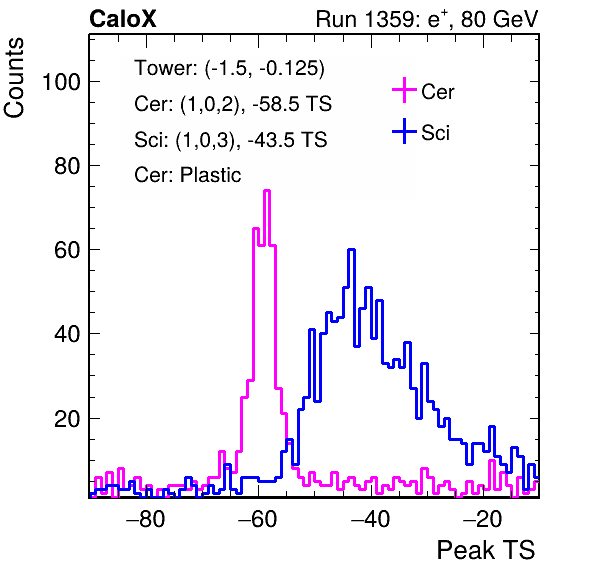 CaloX Run 1359: e⁺, 80 GeV
Counts
Tower: (-1.5, -0.125)
Cer: (1,0,2), -58.5 TS
Sci: (1,0,3), -43.5 TS
Cer: Plastic
Cer
Sci
100
80
60
40
20
−80 −60 −40 −20
Peak TS